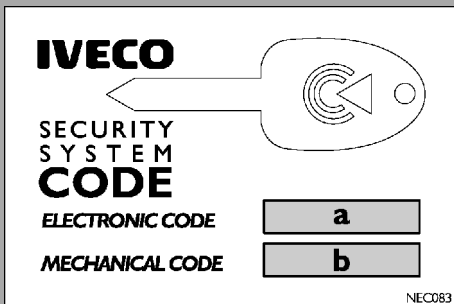 IVECO
SECURITY
SYSTEM
CODE
ELECTRONIC CODE a
MECHANICAL CODE b
NEC083